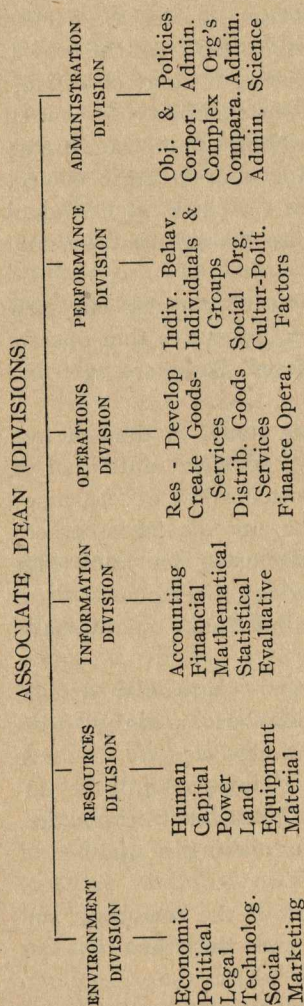 ASSOCIATE DEAN (DIVISIONS)
ENVIRONMENT
DIVISION
Economic
Political
Legal
Technolog.
Social
Marketing
RESOURCES
DIVISION
Human
Capital
Power
Land
Equipment
Material
INFORMATION
DIVISION
Accounting
Financial
Mathematical
Statistical
Evaluative
OPERATIONS
DIVISION
Res - Develop
Create Goods-
Services
Distrib. Goods
Services
Finance Opera.
PERFORMANCE
DIVISION
Indiv. Behav.
Individuals &
Groups
Social Org.
Cultur-Polit.
Factors
ADMINISTRATION
DIVISION
Obj. & Policies
Corpor. Admin.
Complex Org's
Compara. Admin.
Admin. Science